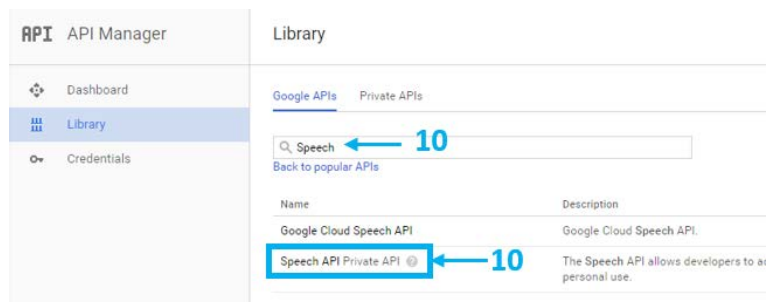 API API Manager
Library
Dashboard
Library
Credentials
Google APIs Private APIs
Speech 10
Back to popular APIs
Name Description
Google Cloud Speech API Google Cloud Speech API.
Speech API Private API ? 10 The Speech API allows developers to
personal use.